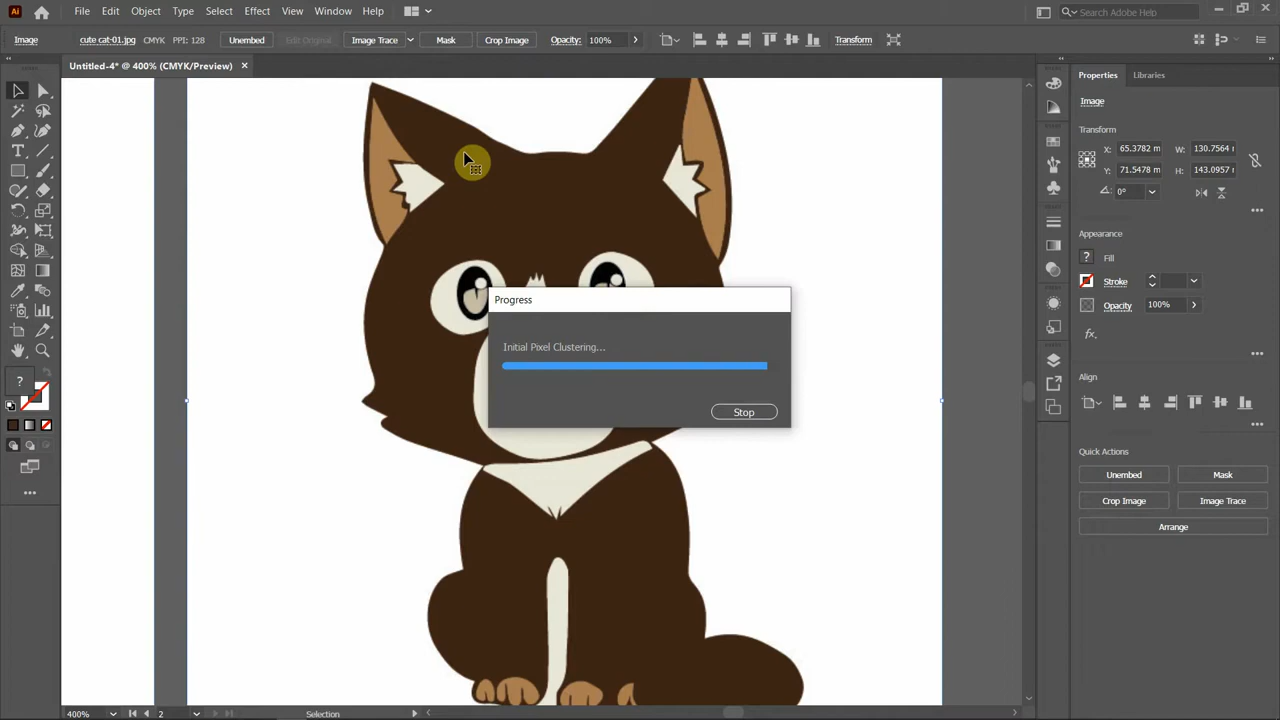 Ai File Edit Object Type Select Effect View Window Help Search Adobe Help
Image cute cat-01.jpg CMYK PPI: 128 Unembed Edit Original Image Trace Mask Crop Image Opacity: 100% Transform
Untitled-4* @ 400% (CMYK/Preview)
Properties Libraries
Image
Transform
X: 65.3782 m W: 130.7564 m
Y: 71.5478 m H: 143.0957 m
0°
Appearance
? Fill
Stroke
Opacity 100%
fx.
Align
Quick Actions
Unembed Mask
Crop Image Image Trace
Arrange
Progress
Initial Pixel Clustering...
Stop
T
?
400% 2 Selection